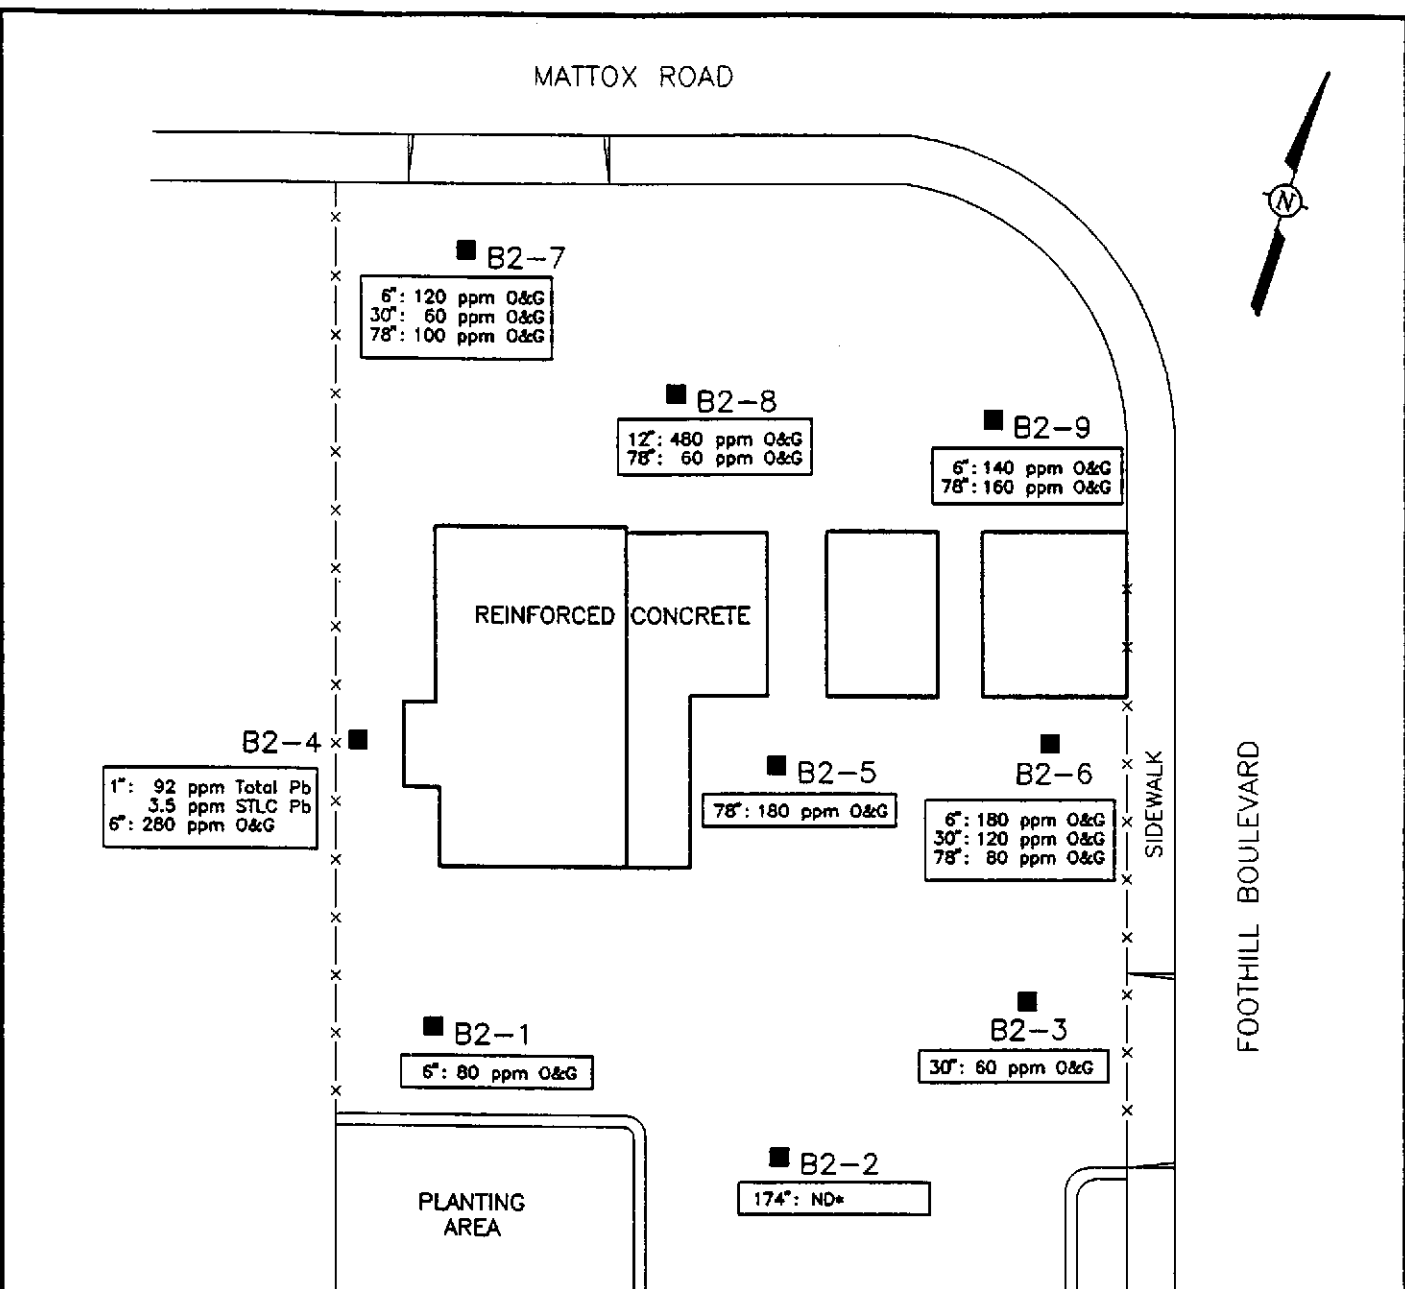 MATTOX ROAD
N
B2-7
6": 120 ppm O&G
30": 60 ppm O&G
78": 100 ppm O&G
B2-8
12": 480 ppm O&G
78": 60 ppm O&G
B2-9
6": 140 ppm O&G
78": 160 ppm O&G
REINFORCED CONCRETE
B2-4
1": 92 ppm Total Pb
3.5 ppm STLC Pb
6": 280 ppm O&G
B2-5
78": 180 ppm O&G
B2-6
6": 180 ppm O&G
30": 120 ppm O&G
78": 80 ppm O&G
SIDEWALK
FOOTHILL BOULEVARD
B2-1
6": 80 ppm O&G
B2-3
30": 60 ppm O&G
B2-2
174": ND*
PLANTING
AREA